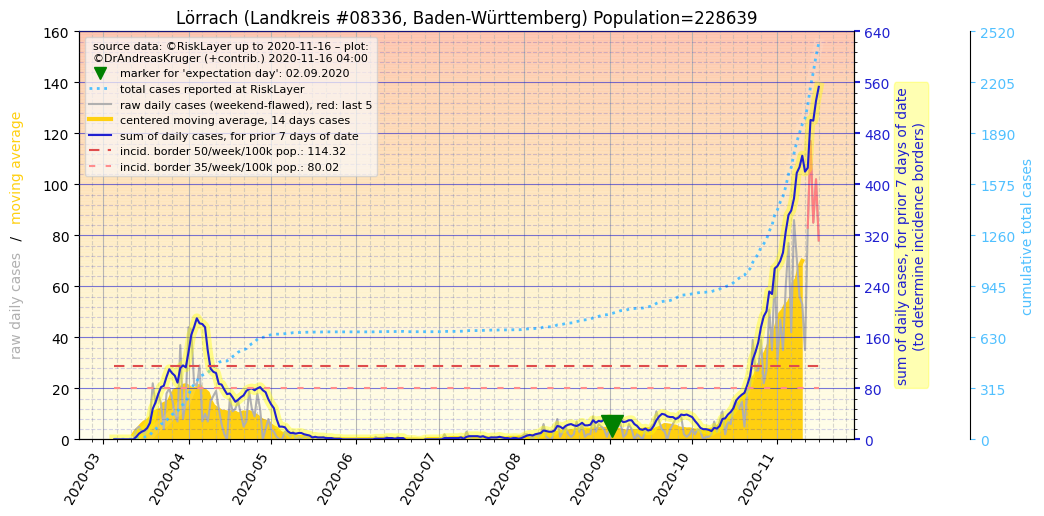 Lörrach (Landkreis #08336, Baden-Württemberg) Population=228639
source data: ©RiskLayer up to 2020-11-16 – plot:
©DrAndreasKruger (+contrib.) 2020-11-16 04:00
marker for 'expectation day': 02.09.2020
total cases reported at RiskLayer
raw daily cases (weekend-flawed), red: last 5
centered moving average, 14 days cases
sum of daily cases, for prior 7 days of date
incid. border 50/week/100k pop.: 114.32
incid. border 35/week/100k pop.: 80.02
raw daily cases / moving average
160
140
120
100
80
60
40
20
0
2020-03
2020-04
2020-05
2020-06
2020-07
2020-08
2020-09
2020-10
2020-11
640
560
480
400
320
240
160
80
0
sum of daily cases, for prior 7 days of date
(to determine incidence borders)
2520
2205
1890
1575
1260
945
630
315
0
cumulative total cases